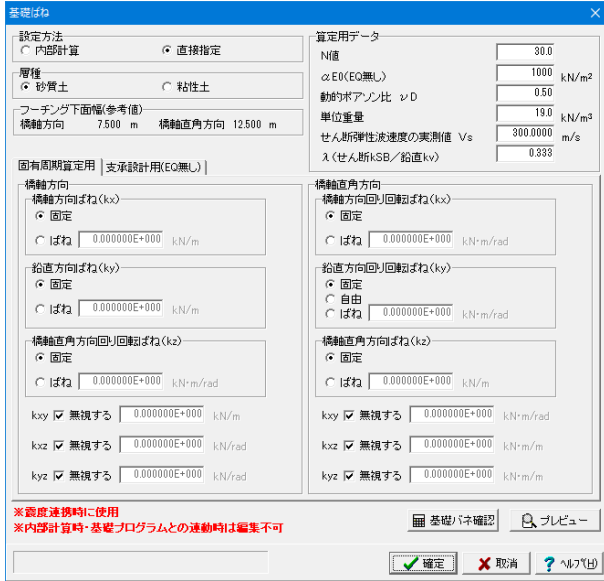 基礎ばね
設定方法
内部計算 直接指定
層種
砂質土 粘性土
フーチング下面幅(参考値)
橋軸方向 7.500 m 橋軸直角方向 12.500 m
算定用データ
N値 30.0
αE0(EQ無し) 1000 kN/m²
動的ポアソン比 νD 0.50
単位重量 19.0 kN/m³
せん断弾性波速度の実測値 Vs 300.0000 m/s
λ(せん断kSB/鉛直kv) 0.333
固有周期算定用 支承設計用(EQ無し)
橋軸方向
橋軸方向ばね(kx)
固定
ばね 0.000000E+000 kN/m
鉛直方向ばね(ky)
固定
ばね 0.000000E+000 kN/m
橋軸直角方向回り回転ばね(kz)
固定
ばね 0.000000E+000 kN・m/rad
kxy 無視する 0.000000E+000 kN/m
kxz 無視する 0.000000E+000 kN/rad
kyz 無視する 0.000000E+000 kN/rad
橋軸直角方向
橋軸方向回り回転ばね(kx)
固定
ばね 0.000000E+000 kN・m/rad
鉛直方向回り回転ばね(ky)
固定
自由
ばね 0.000000E+000 kN・m/rad
橋軸直角方向ばね(kz)
固定
ばね 0.000000E+000 kN/m
kxy 無視する 0.000000E+000 kN・m/rad
kxz 無視する 0.000000E+000 kN・m/m
kyz 無視する 0.000000E+000 kN・m/m
※震度連携時に使用
※内部計算時・基礎プログラムとの連動時は編集不可
基礎バネ確認 プレビュー
確定 取消 ? ヘルプ(H)